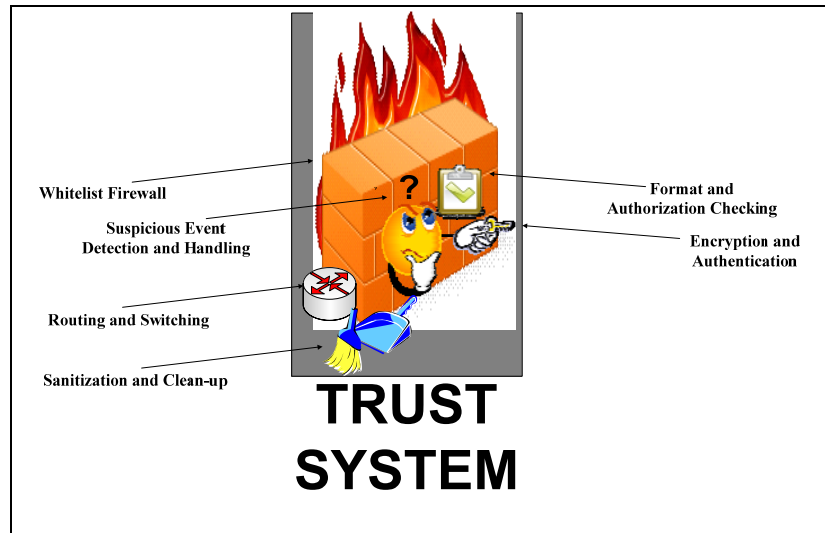 Whitelist Firewall
Suspicious Event
Detection and Handling
Routing and Switching
Sanitization and Clean-up
?
Format and
Authorization Checking
Encryption and
Authentication
TRUST
SYSTEM